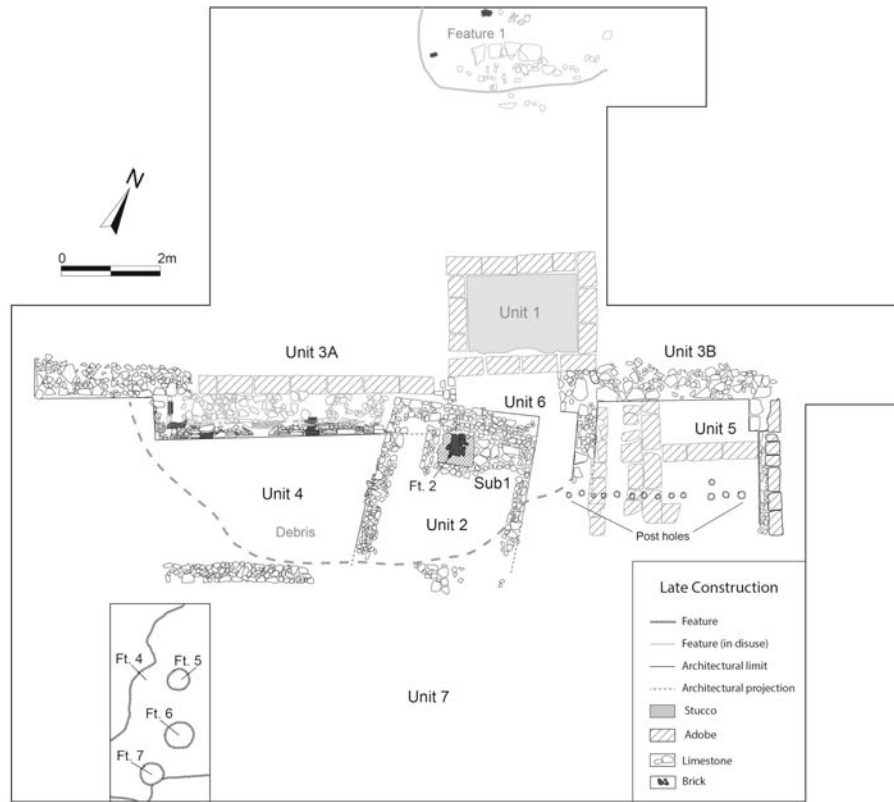 Feature 1
N
0 2m
Unit 1
Unit 3A
Unit 3B
Unit 6
Unit 5
Ft. 2
Sub1
Unit 4
Unit 2
Debris
Post holes
Ft. 4
Ft. 5
Ft. 6
Ft. 7
Unit 7
Late Construction
Feature
Feature (in disuse)
Architectural limit
Architectural projection
Stucco
Adobe
Limestone
Brick